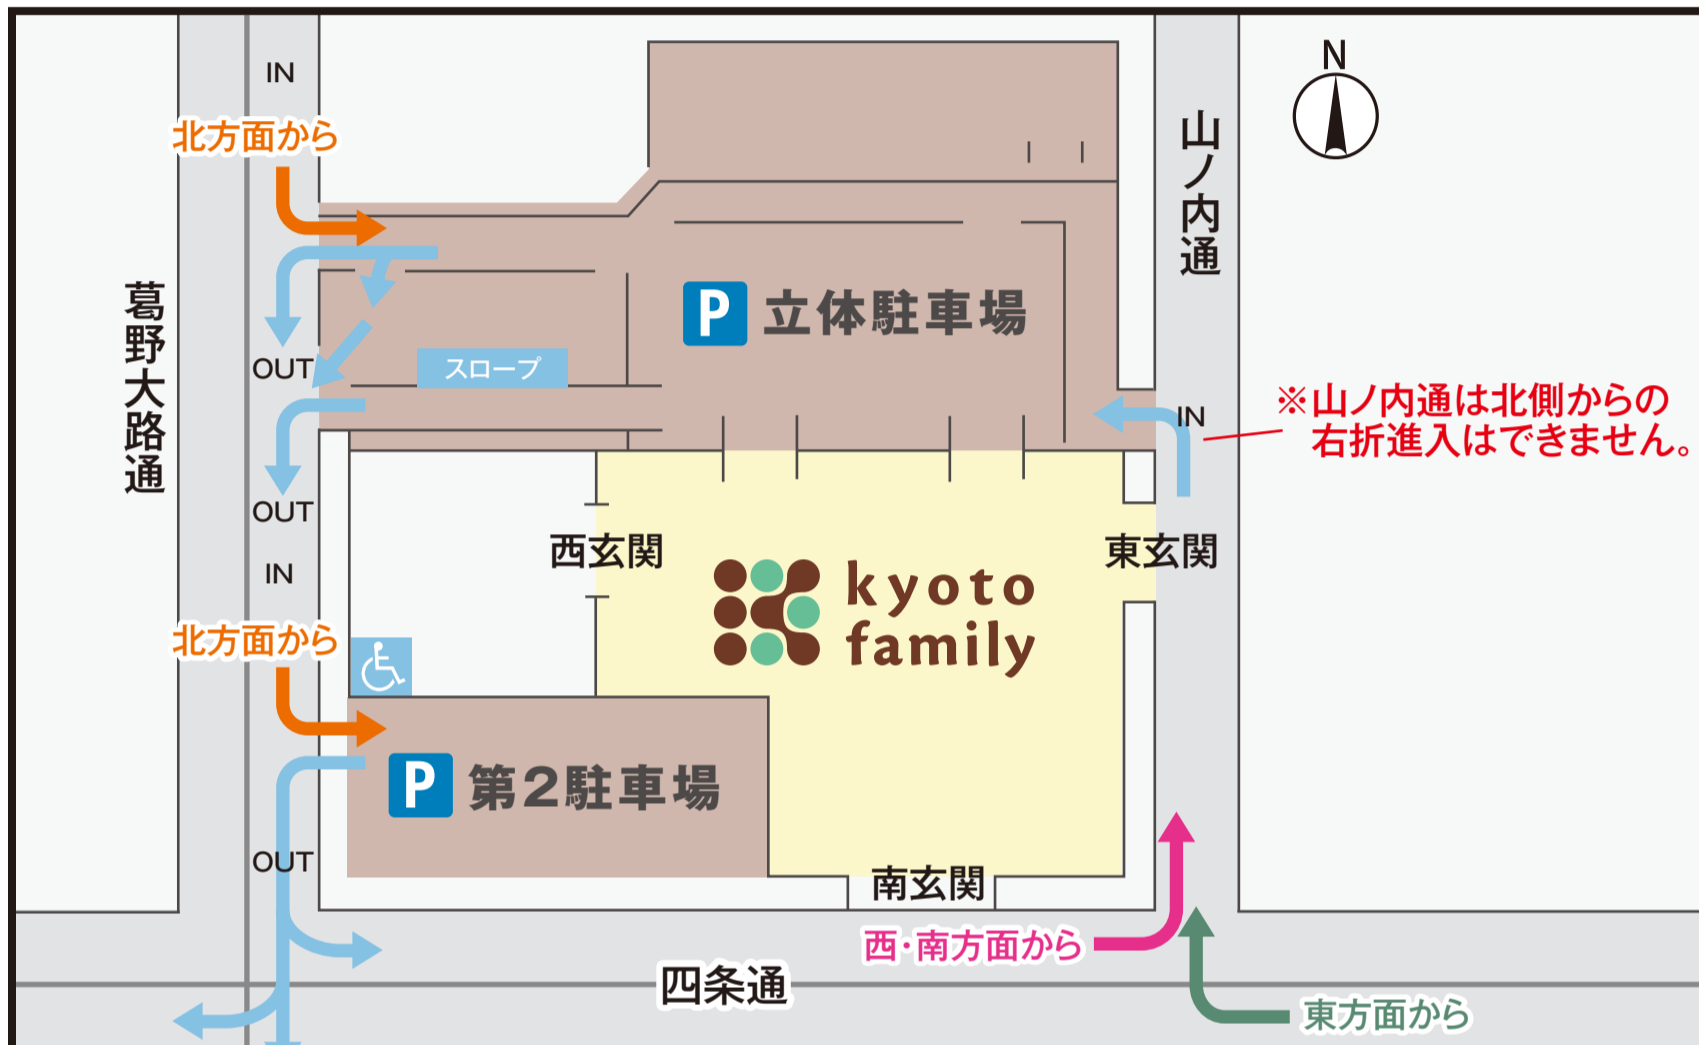 IN
北方面から
N
山ノ内通
葛野大路通
P 立体駐車場
OUT
スロープ
IN
※山ノ内通は北側からの
右折進入はできません。
OUT
西玄関
東玄関
IN
kyoto
family
北方面から
P 第2駐車場
OUT
南玄関
西・南方面から
四条通
東方面から